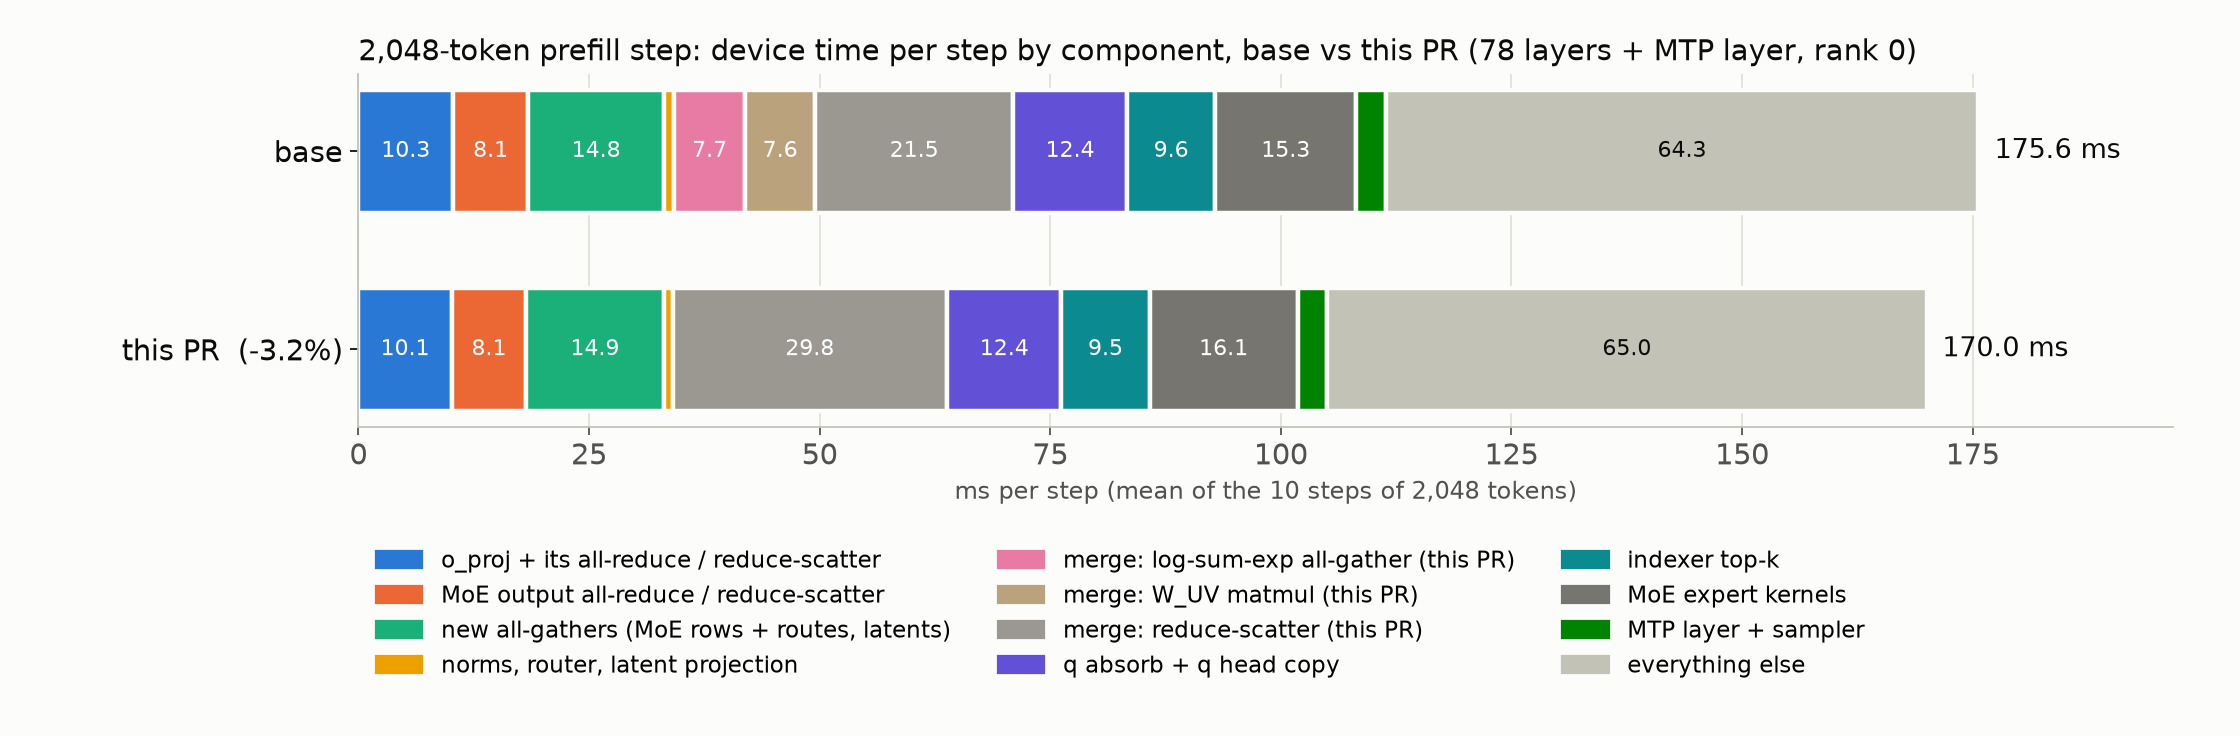 2,048-token prefill step: device time per step by component, base vs this PR (78 layers + MTP layer, rank 0)
base 10.3 8.1 14.8 7.7 7.6 21.5 12.4 9.6 15.3 64.3 175.6 ms
this PR (-3.2%) 10.1 8.1 14.9 29.8 12.4 9.5 16.1 65.0 170.0 ms
0 25 50 75 100 125 150 175
ms per step (mean of the 10 steps of 2,048 tokens)
o_proj + its all-reduce / reduce-scatter
MoE output all-reduce / reduce-scatter
new all-gathers (MoE rows + routes, latents)
norms, router, latent projection
merge: log-sum-exp all-gather (this PR)
merge: W_UV matmul (this PR)
merge: reduce-scatter (this PR)
q absorb + q head copy
indexer top-k
MoE expert kernels
MTP layer + sampler
everything else